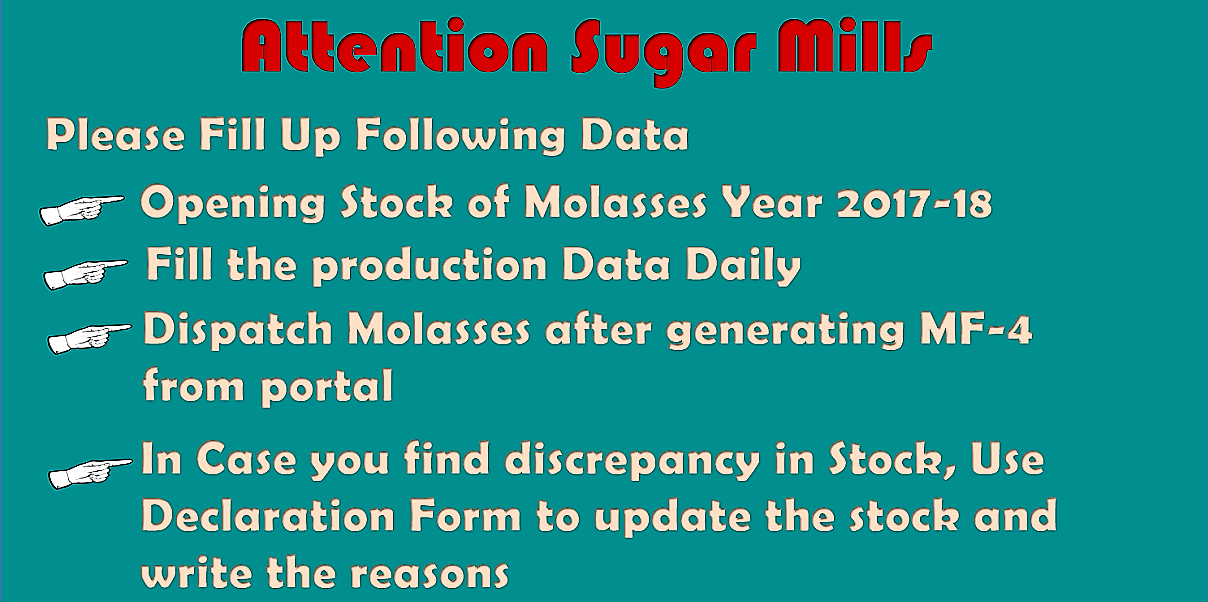 Attention Sugar Mills
Please Fill Up Following Data
Opening Stock of Molasses Year 2017-18
Fill the production Data Daily
Dispatch Molasses after generating MF-4
from portal
In Case you find discrepancy in Stock, Use
Declaration Form to update the stock and
write the reasons